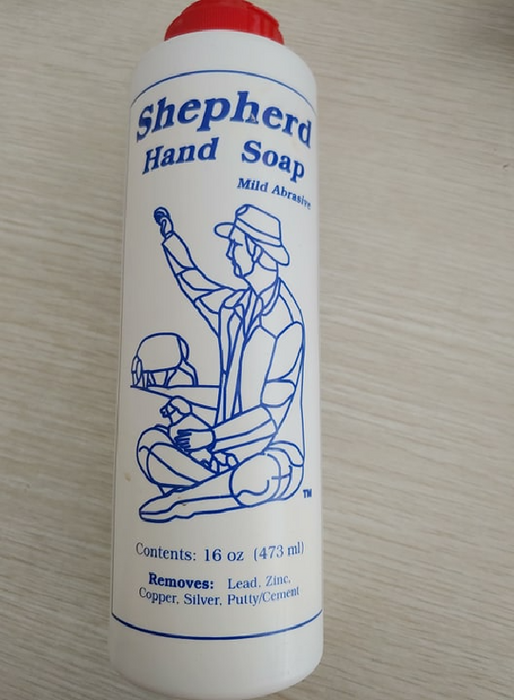 Shepherd
Hand Soap
Mild Abrasive
TM
Contents: 16 oz (473 ml)
Removes: Lead, Zinc,
Copper, Silver, Putty/Cement